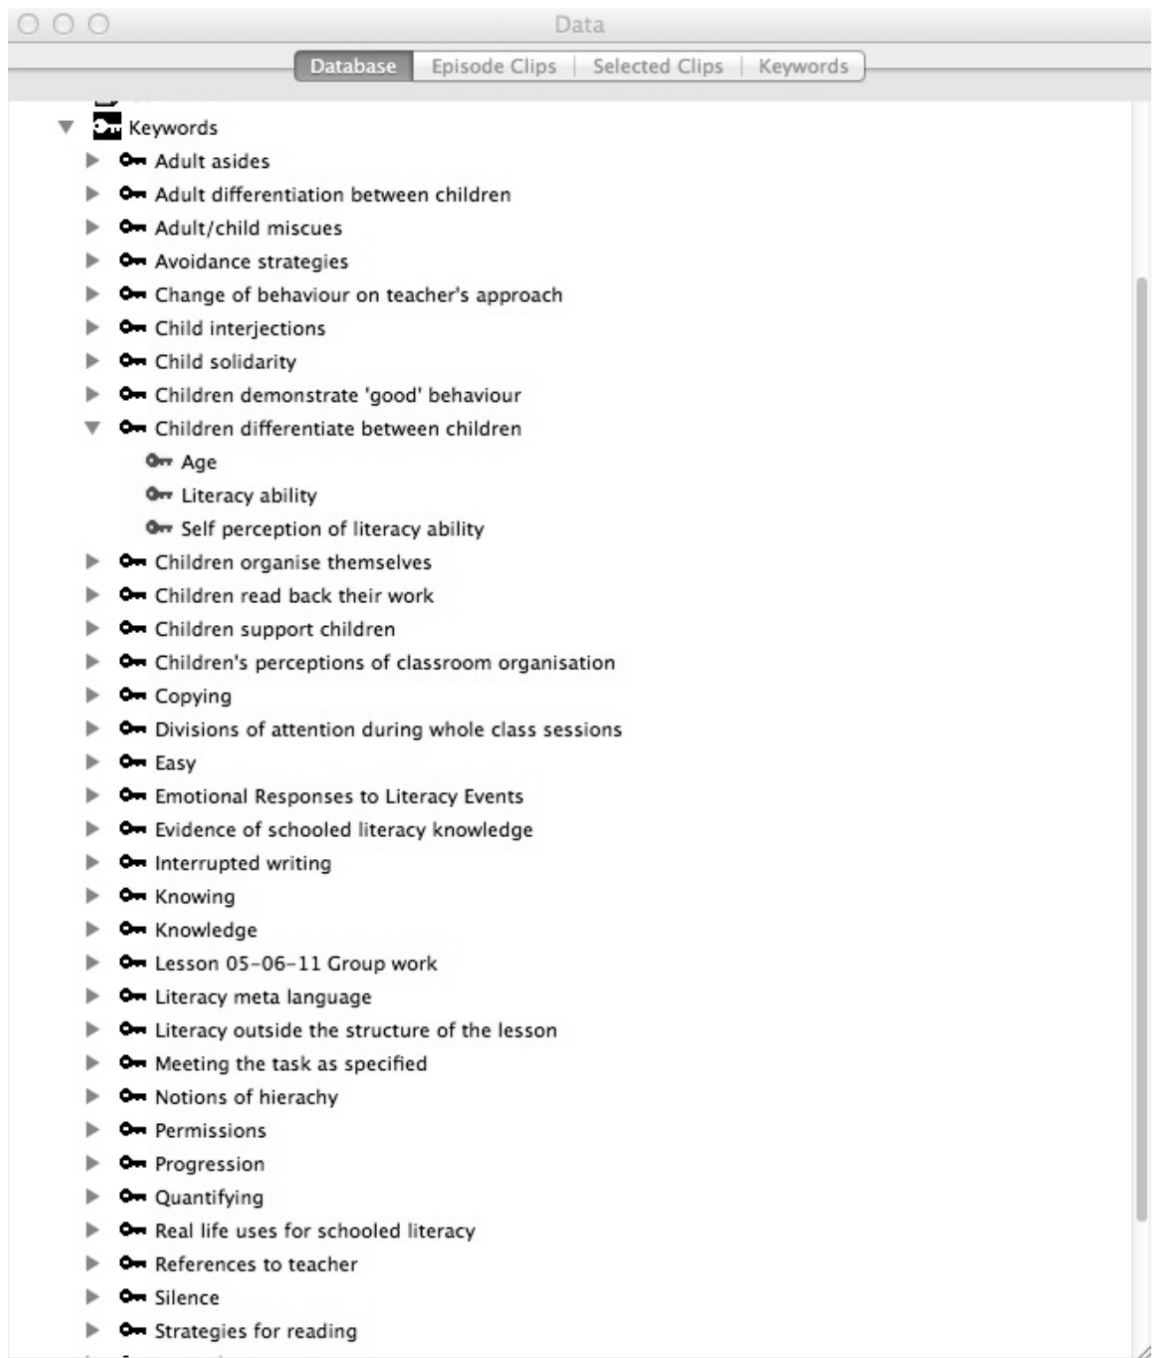 Data
Database Episode Clips Selected Clips Keywords
Keywords
Adult asides
Adult differentiation between children
Adult/child miscues
Avoidance strategies
Change of behaviour on teacher's approach
Child interjections
Child solidarity
Children demonstrate 'good' behaviour
Children differentiate between children
Age
Literacy ability
Self perception of literacy ability
Children organise themselves
Children read back their work
Children support children
Children's perceptions of classroom organisation
Copying
Divisions of attention during whole class sessions
Easy
Emotional Responses to Literacy Events
Evidence of schooled literacy knowledge
Interrupted writing
Knowing
Knowledge
Lesson 05-06-11 Group work
Literacy meta language
Literacy outside the structure of the lesson
Meeting the task as specified
Notions of hierachy
Permissions
Progression
Quantifying
Real life uses for schooled literacy
References to teacher
Silence
Strategies for reading